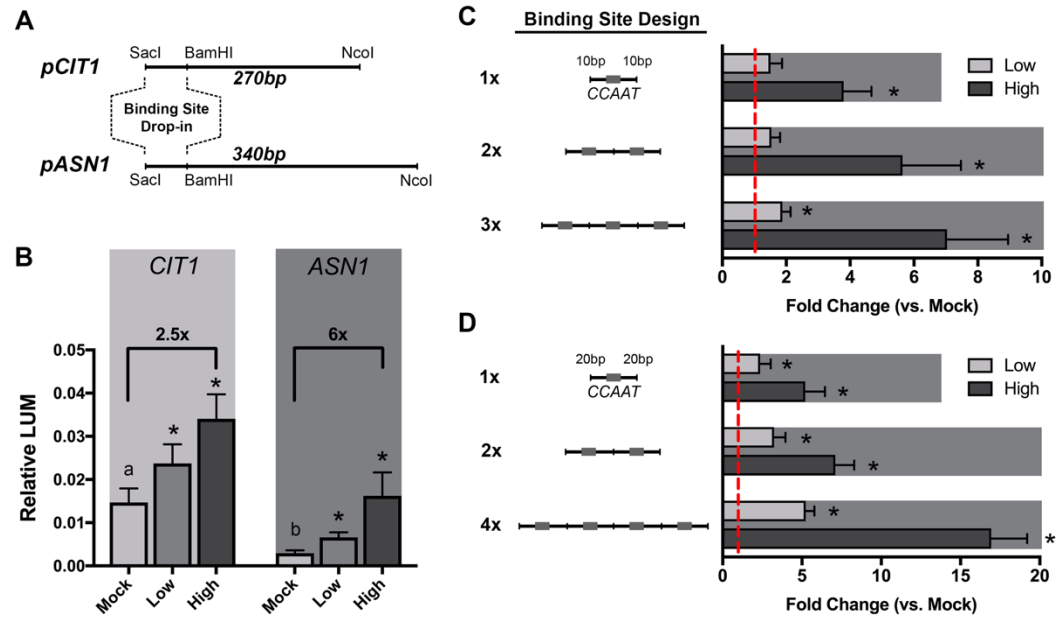 A
SacI BamHI NcoI
pCIT1
270bp
Binding Site
Drop-in
pASN1
340bp
SacI BamHI NcoI
B
CIT1 ASN1
2.5x 6x
Relative LUM
0.05
0.04
0.03
0.02
0.01
0.00
a * * b * *
Mock Low High Mock Low High
C
Binding Site Design
1x
10bp 10bp
CCAAT
2x
3x
Low
High
*
*
*
*
0 2 4 6 8 10
Fold Change (vs. Mock)
D
1x
20bp 20bp
CCAAT
2x
4x
Low
High
*
*
*
*
*
*
0 5 10 15 20
Fold Change (vs. Mock)